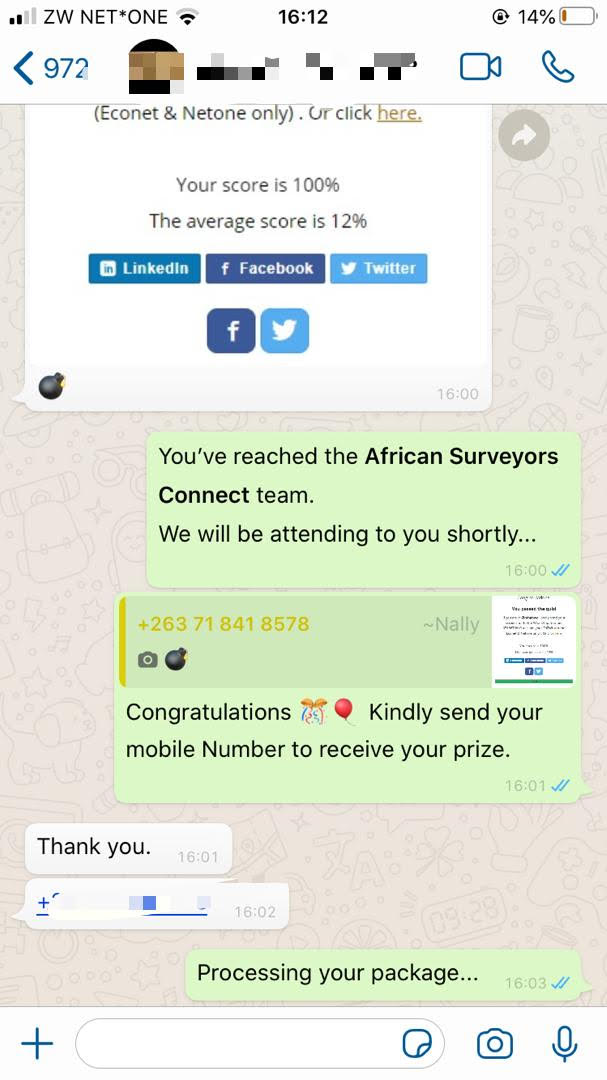 ZW NET*ONE 16:12 14%
972
(Econet & Netone only) . Or click here.
Your score is 100%
The average score is 12%
LinkedIn Facebook Twitter
16:00
You’ve reached the African Surveyors
Connect team.
We will be attending to you shortly...
16:00
+263 71 841 8578 ~Nally
Congratulations 🎊🎈 Kindly send your
mobile Number to receive your prize.
16:01
Thank you. 16:01
16:02
Processing your package... 16:03